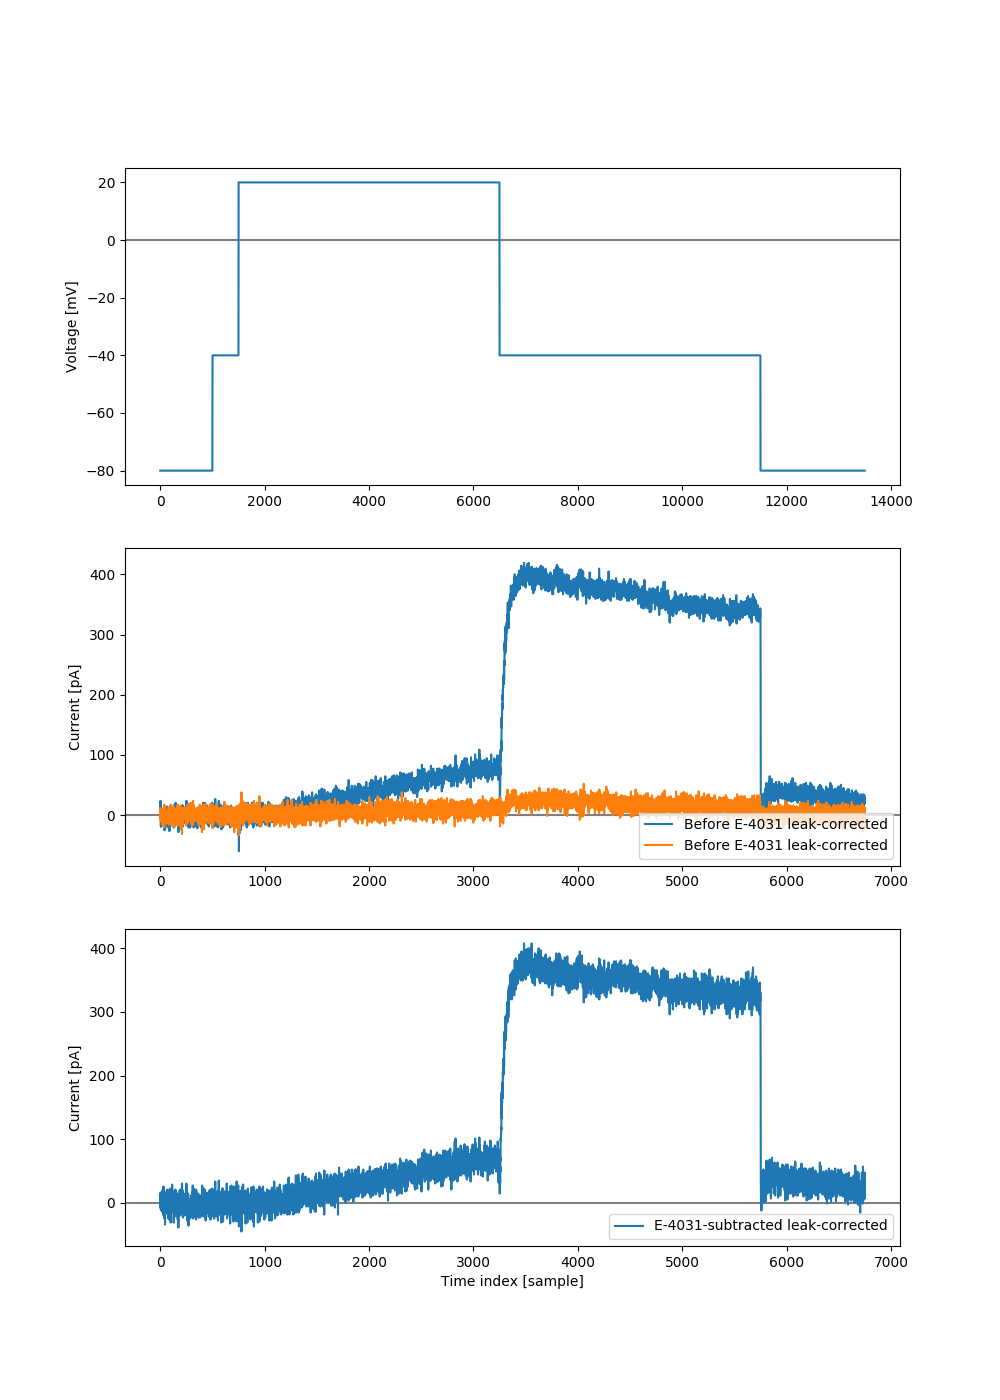 Voltage [mV]
20
0
−20
−40
−60
−80
0 2000 4000 6000 8000 10000 12000 14000
Current [pA]
400
300
200
100
0
Before E-4031 leak-corrected
Before E-4031 leak-corrected
0 1000 2000 3000 4000 5000 6000 7000
Current [pA]
400
300
200
100
0
E-4031-subtracted leak-corrected
0 1000 2000 3000 4000 5000 6000 7000
Time index [sample]